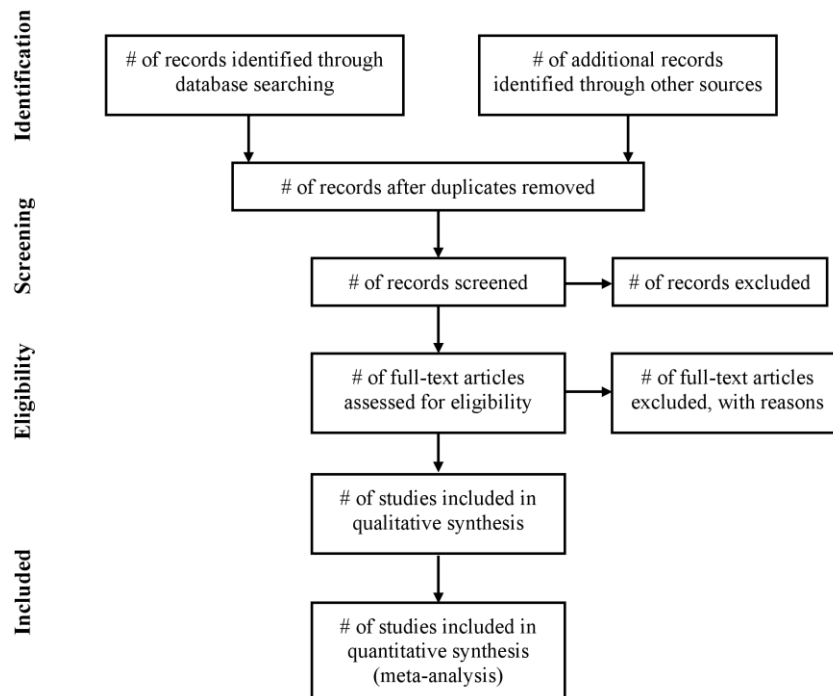 Identification
# of records identified through
database searching
# of additional records
identified through other sources
# of records after duplicates removed
Screening
# of records screened
# of records excluded
Eligibility
# of full-text articles
assessed for eligibility
# of full-text articles
excluded, with reasons
Included
# of studies included in
qualitative synthesis
# of studies included in
quantitative synthesis
(meta-analysis)